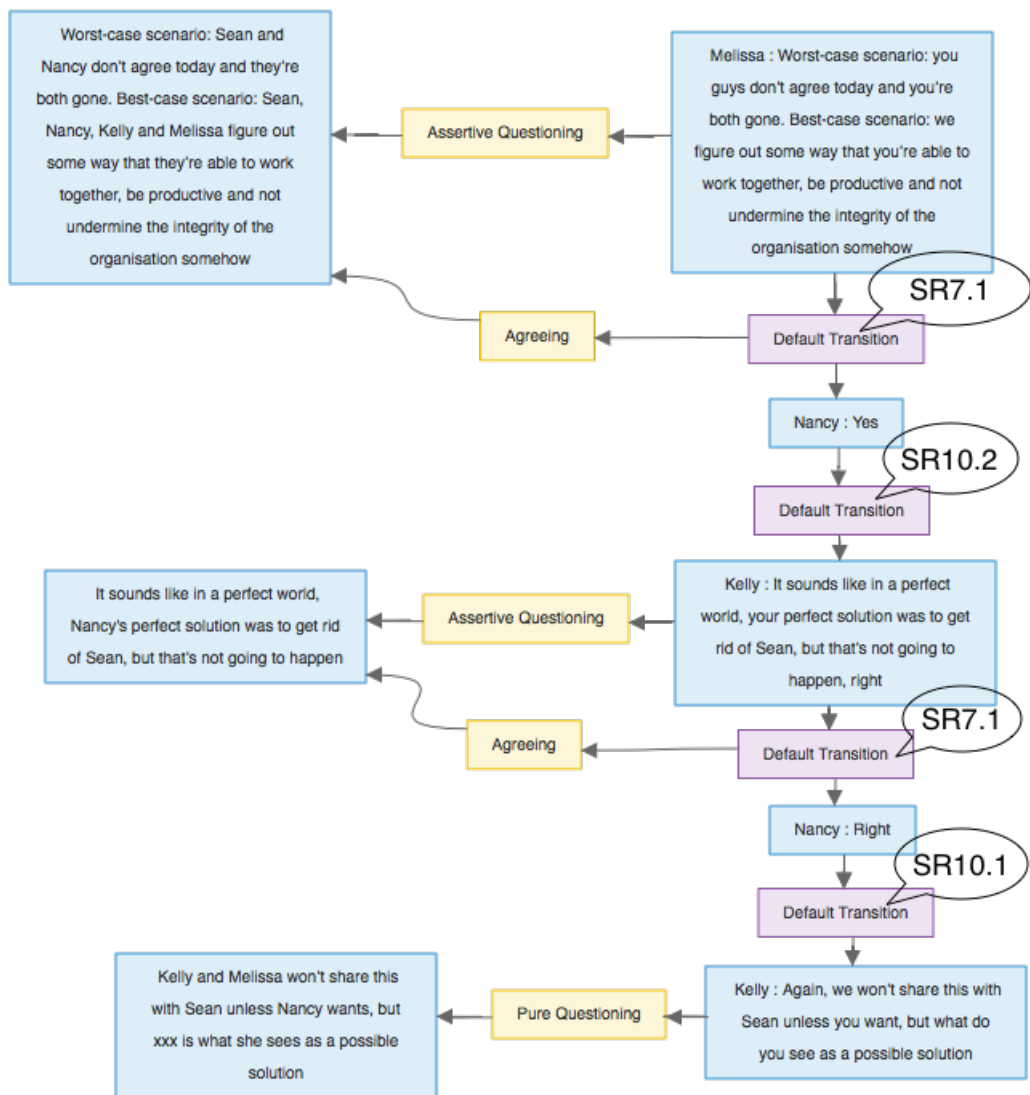 Worst-case scenario: Sean and
Nancy don't agree today and they're
both gone. Best-case scenario: Sean,
Nancy, Kelly and Melissa figure out
some way that they're able to work
together, be productive and not
undermine the integrity of the
organisation somehow
Assertive Questioning
Melissa : Worst-case scenario: you
guys don't agree today and you're
both gone. Best-case scenario: we
figure out some way that you're able to
work together, be productive and not
undermine the integrity of the
organisation somehow
SR7.1
Agreeing
Default Transition
Nancy : Yes
SR10.2
Default Transition
It sounds like in a perfect world,
Nancy's perfect solution was to get rid
of Sean, but that's not going to happen
Assertive Questioning
Kelly : It sounds like in a perfect
world, your perfect solution was to get
rid of Sean, but that's not going to
happen, right
SR7.1
Agreeing
Default Transition
Nancy : Right
SR10.1
Default Transition
Kelly and Melissa won't share this
with Sean unless Nancy wants, but
xxx is what she sees as a possible
solution
Pure Questioning
Kelly : Again, we won't share this with
Sean unless you want, but what do
you see as a possible solution